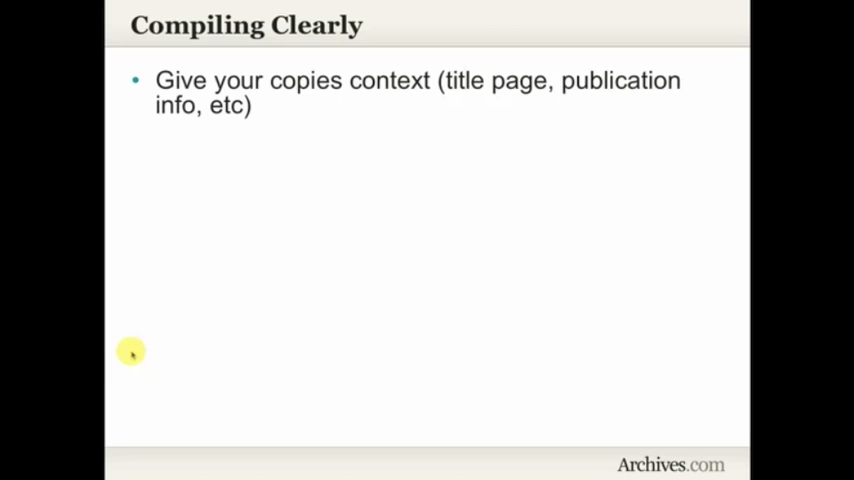 Compiling Clearly
• Give your copies context (title page, publication
info, etc)
Archives.com